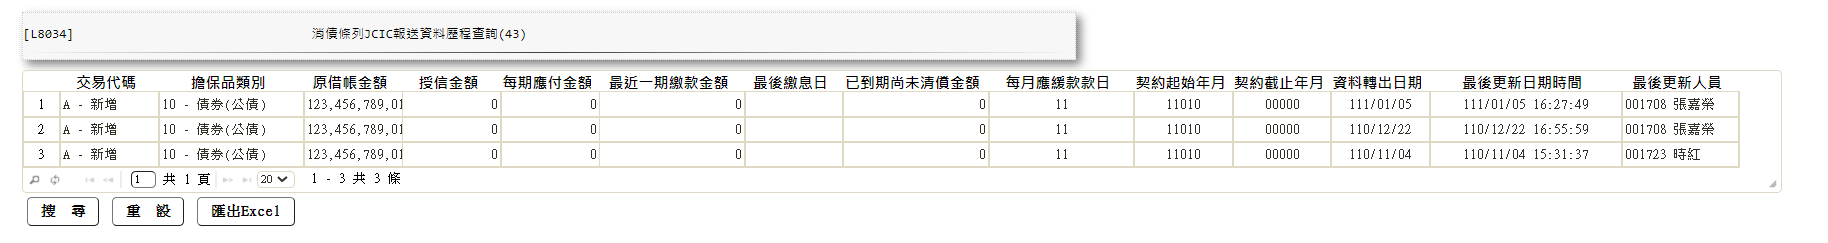 [L8034] 消債條列JCIC報送資料歷程查詢(43)
交易代碼 擔保品類別 原借帳金額 授信金額 每期應付金額 最近一期繳款金額 最後繳息日 已到期尚未清償金額 每月應緩款款日 契約起始年月 契約截止年月 資料轉出日期 最後更新日期時間 最後更新人員
1 A - 新增 10 - 債券(公債) 123,456,789,01 0 0 0 0 11 11010 00000 111/01/05 111/01/05 16:27:49 001708 張嘉榮
2 A - 新增 10 - 債券(公債) 123,456,789,01 0 0 0 0 11 11010 00000 110/12/22 110/12/22 16:55:59 001708 張嘉榮
3 A - 新增 10 - 債券(公債) 123,456,789,01 0 0 0 0 11 11010 00000 110/11/04 110/11/04 15:31:37 001723 時紅
1 共 1 頁 20 1 - 3 共 3 條
搜 尋 重 設 匯出Excel